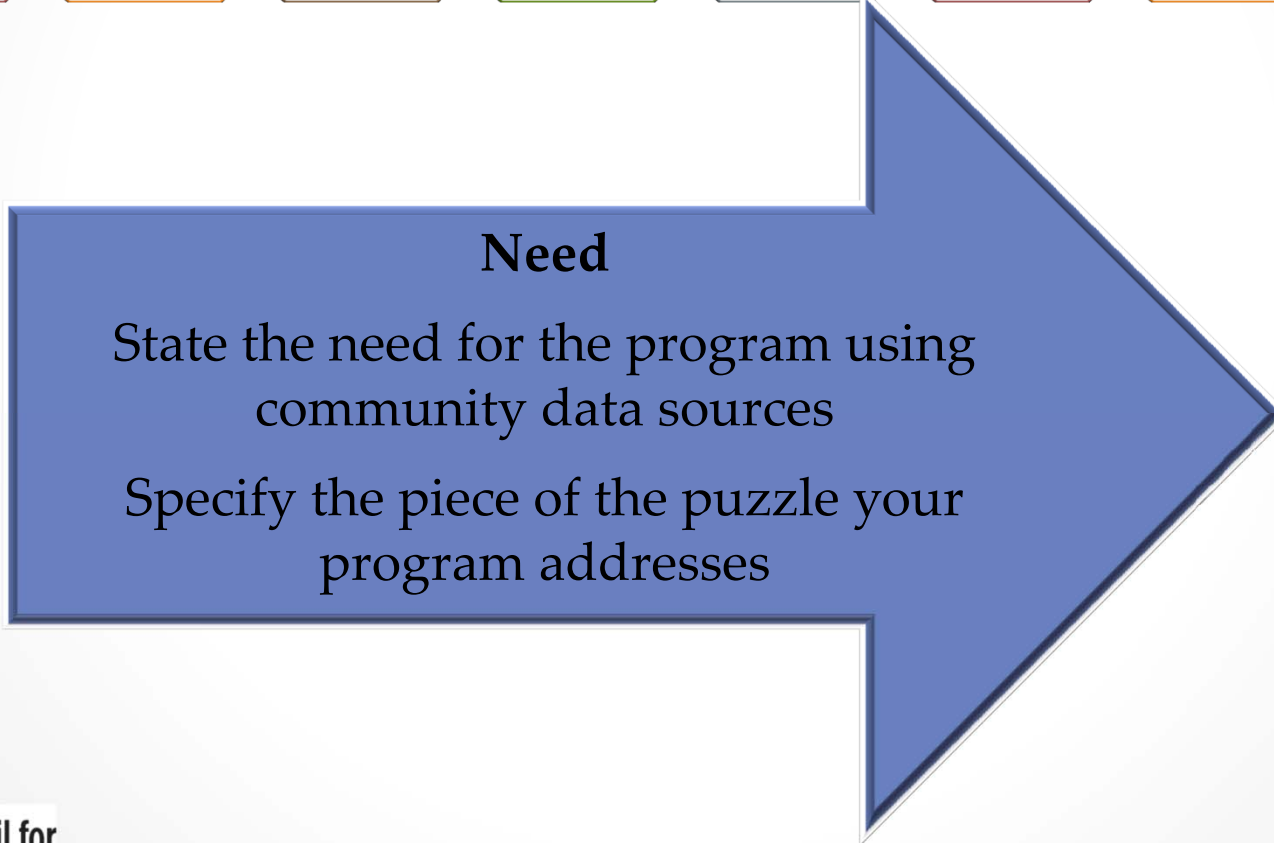 Need
State the need for the program using
community data sources
Specify the piece of the puzzle your
program addresses
for